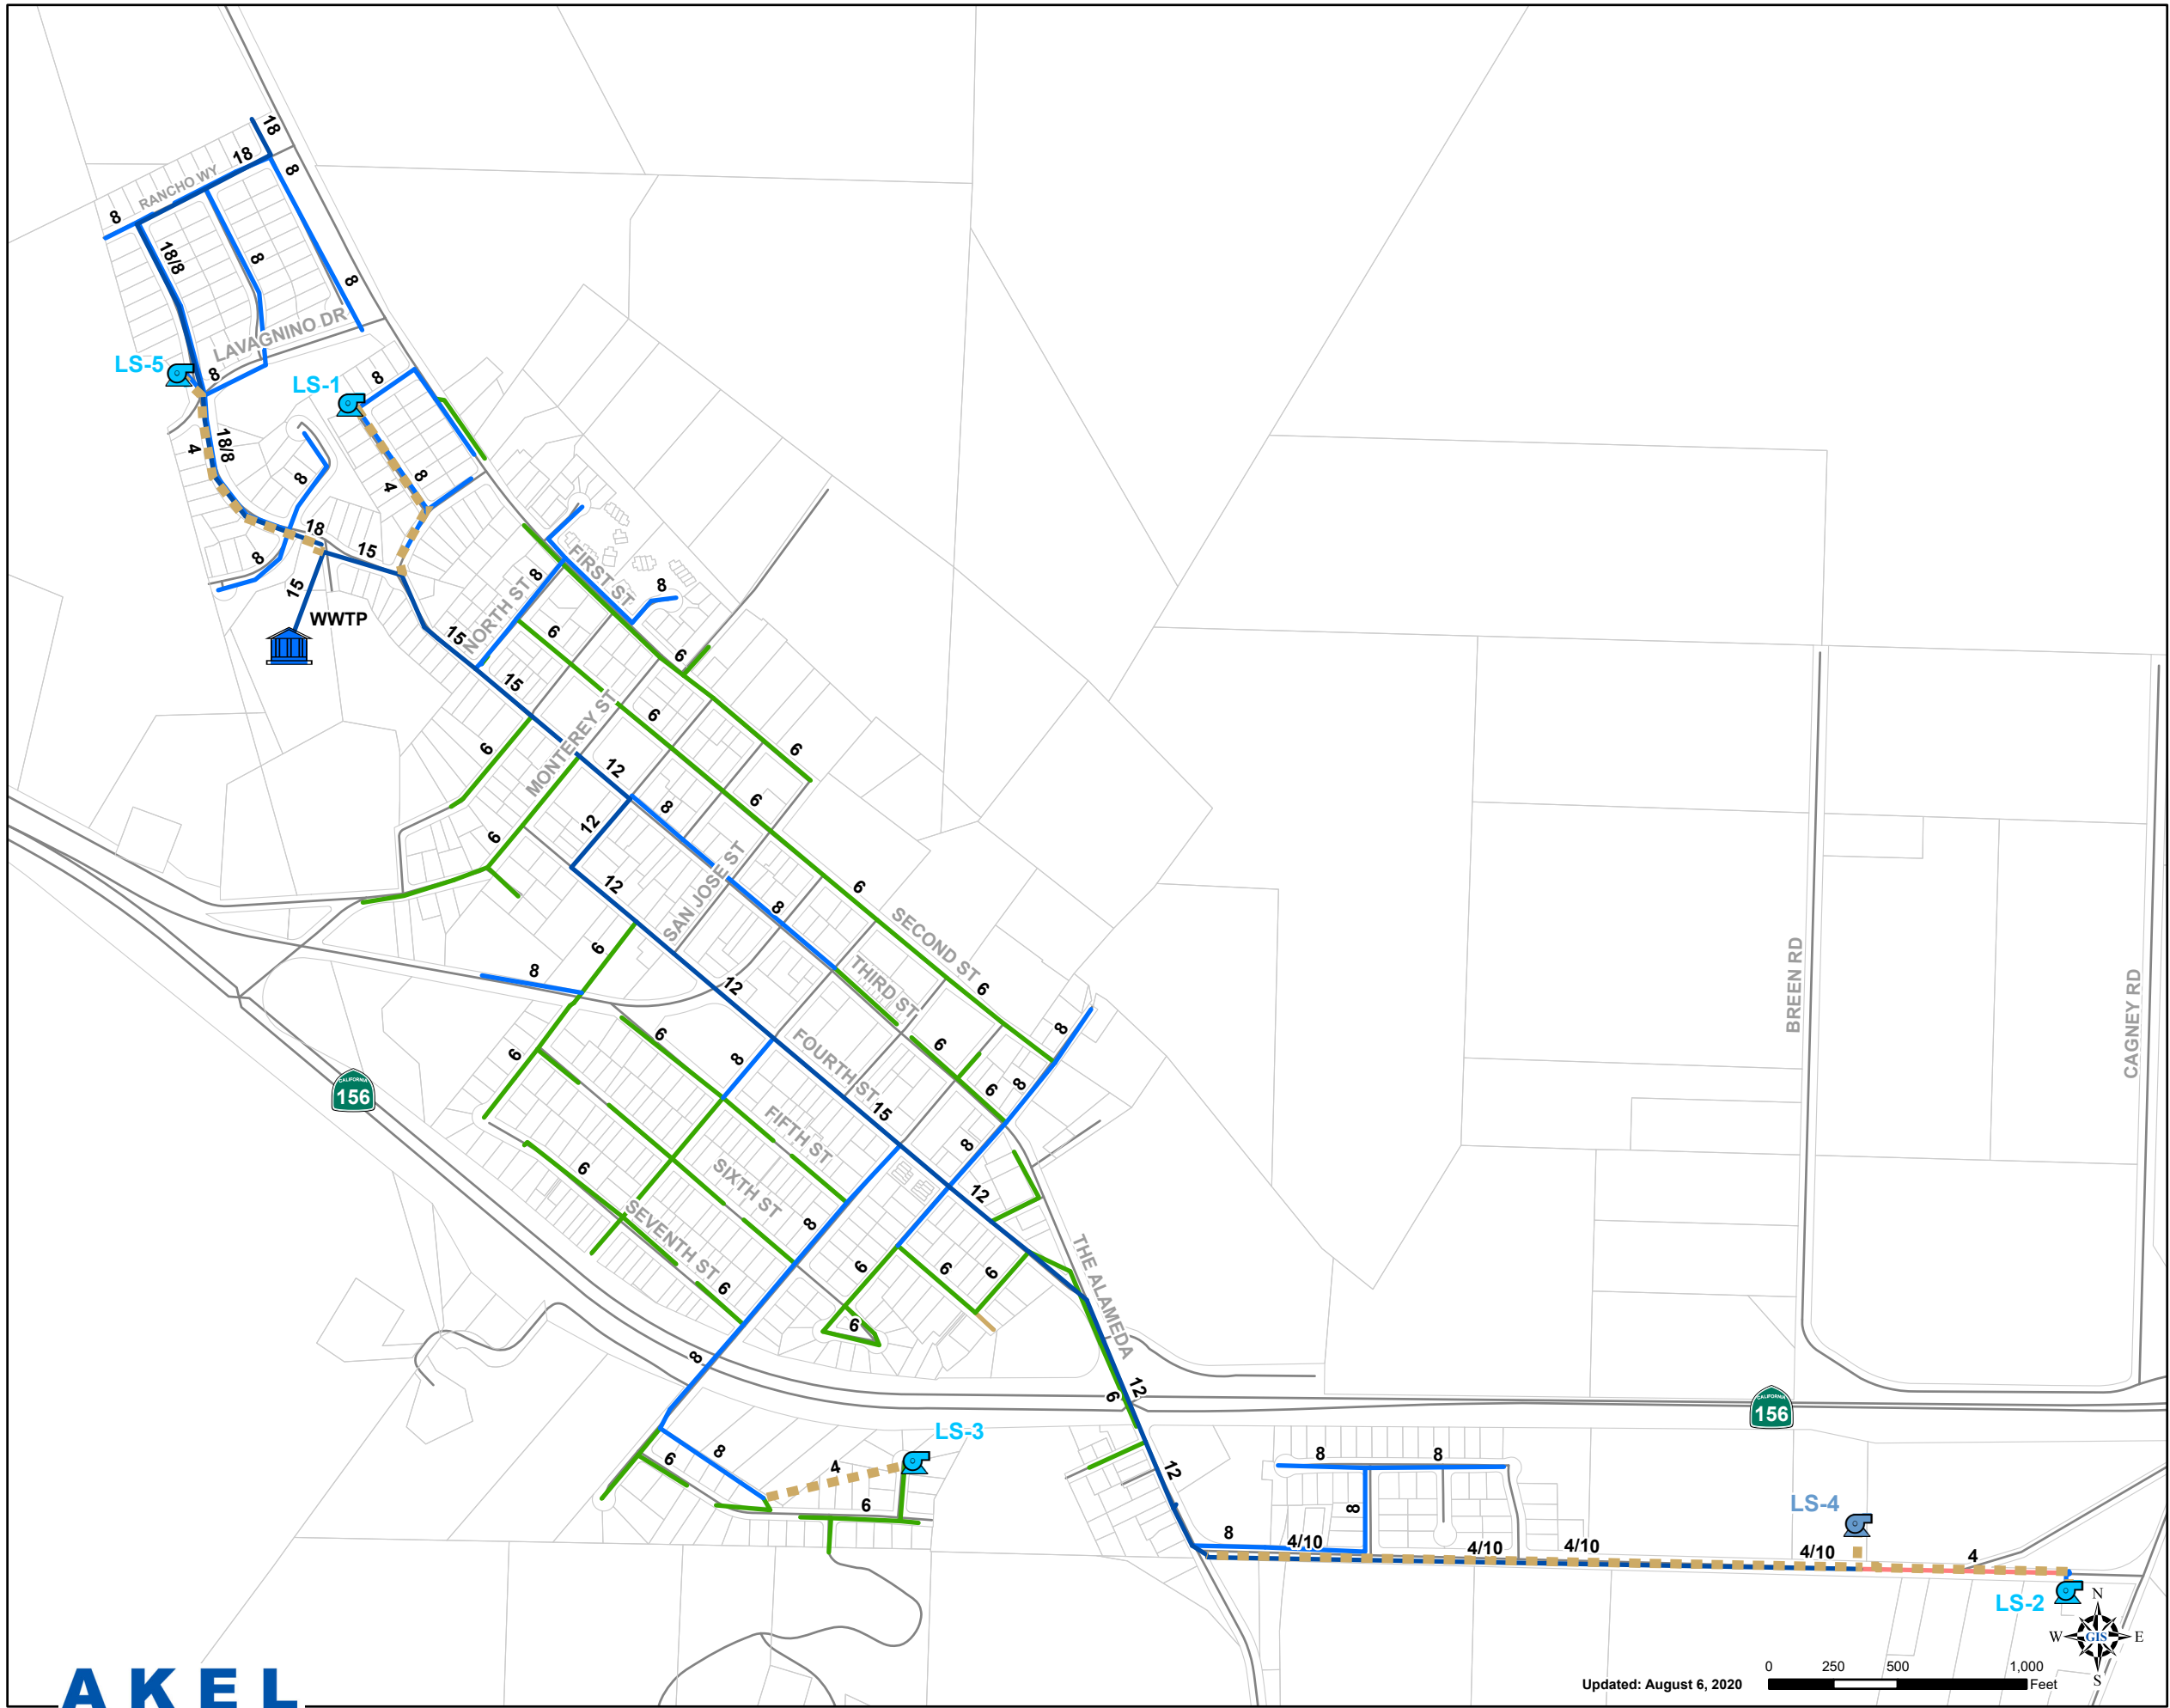 18
18
8
RANCHO WY
8
18/8
8
8
LAVAGNINO DR
LS-5
8
LS-1
8
4
18/8
8
8
4
18
15
8
15
WWTP
FIRST ST
8
8
NORTH ST
15
6
6
15
6
6
MONTEREY ST
6
12
6
8
12
6
12
SAN JOSE ST
6
8
SECOND ST
6
8
12
THIRD ST
6
6
8
6
6
8
FOURTH ST
8
6
15
8
FIFTH ST
6
SIXTH ST
12
8
SEVENTH ST
6
6
6
6
6
8
THE ALAMEDA
12
6
CALIFORNIA
156
BREEN RD
CAGNEY RD
CALIFORNIA
156
LS-3
8
6
4
6
12
8
8
8
8
4/10
4/10
4/10
4/10
4
LS-4
LS-2
N
W
GIS
E
S
0
250
500
1,000
Feet
Updated: August 6, 2020
AKEL